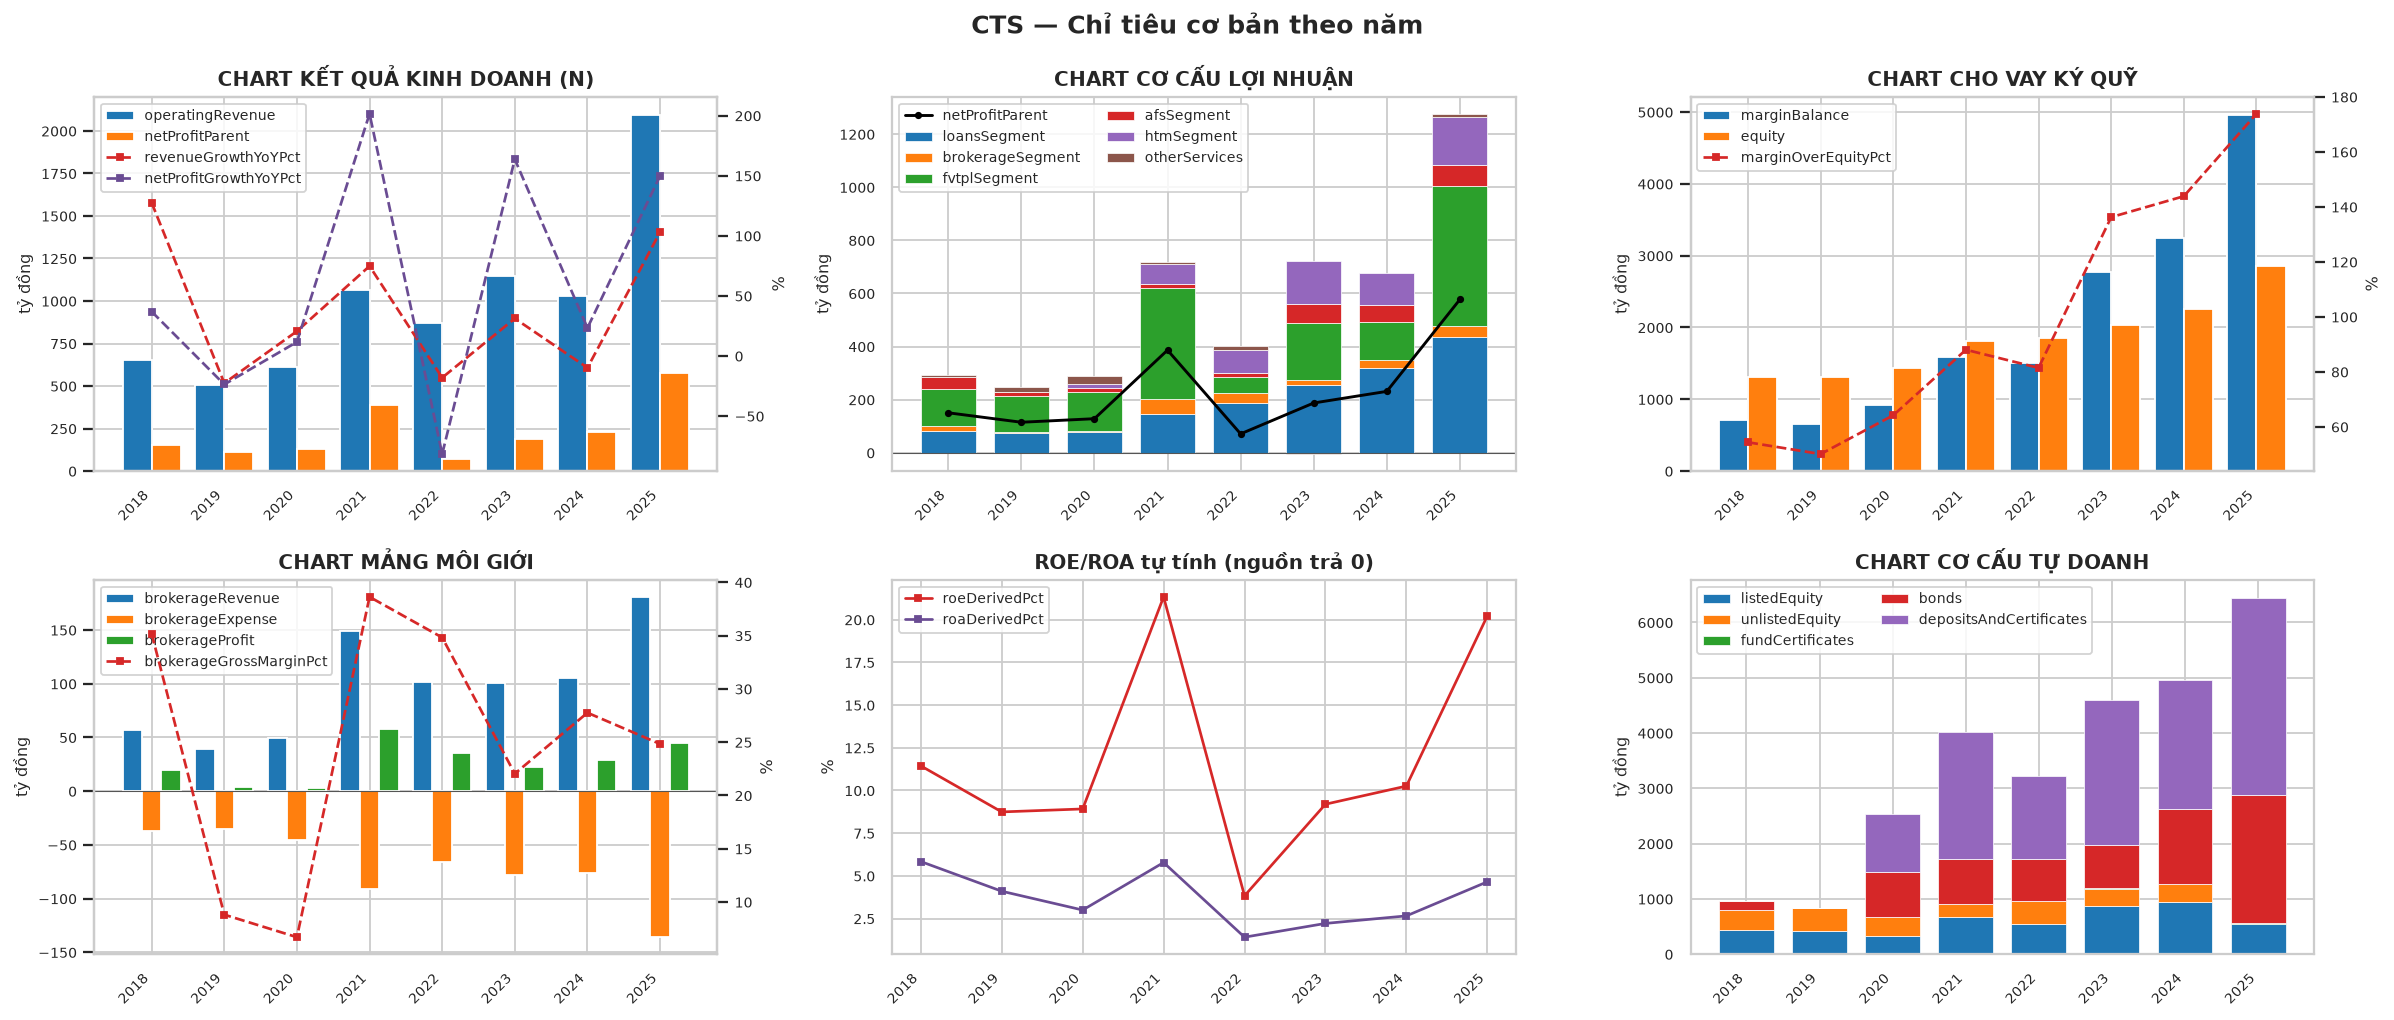 CTS — Chỉ tiêu cơ bản theo năm
CHART KẾT QUẢ KINH DOANH (N)
operatingRevenue
netProfitParent
revenueGrowthYoYPct
netProfitGrowthYoYPct
tỷ đồng
2000
1750
1500
1250
1000
750
500
250
0
200
150
100
50
0
−50
%
2018 2019 2020 2021 2022 2023 2024 2025
CHART CƠ CẤU LỢI NHUẬN
netProfitParent
loansSegment
brokerageSegment
fvtplSegment
afsSegment
htmSegment
otherServices
tỷ đồng
1200
1000
800
600
400
200
0
2018 2019 2020 2021 2022 2023 2024 2025
CHART CHO VAY KÝ QUỸ
marginBalance
equity
marginOverEquityPct
tỷ đồng
5000
4000
3000
2000
1000
0
180
160
140
120
100
80
60
%
2018 2019 2020 2021 2022 2023 2024 2025
CHART MẢNG MÔI GIỚI
brokerageRevenue
brokerageExpense
brokerageProfit
brokerageGrossMarginPct
tỷ đồng
150
100
50
0
−50
−100
−150
40
35
30
25
20
15
10
%
2018 2019 2020 2021 2022 2023 2024 2025
ROE/ROA tự tính (nguồn trả 0)
roeDerivedPct
roaDerivedPct
%
20.0
17.5
15.0
12.5
10.0
7.5
5.0
2.5
2018 2019 2020 2021 2022 2023 2024 2025
CHART CƠ CẤU TỰ DOANH
listedEquity
unlistedEquity
fundCertificates
bonds
depositsAndCertificates
tỷ đồng
6000
5000
4000
3000
2000
1000
0
2018 2019 2020 2021 2022 2023 2024 2025